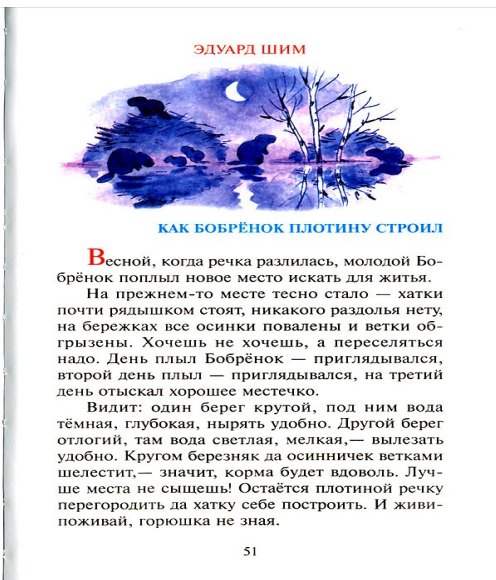 ЭДУАРД ШИМ
КАК БОБРЁНОК ПЛОТИНУ СТРОИЛ
Весной, когда речка разлилась, молодой Бо-
брёнок поплыл новое место искать для житья.
На прежнем-то месте тесно стало — хатки
почти рядышком стоят, никакого раздолья нету,
на бережках все осинки повалены и ветки об-
грызены. Хочешь не хочешь, а переселяться
надо. День плыл Бобрёнок — приглядывался,
второй день плыл — приглядывался, на третий
день отыскал хорошее местечко.
Видит: один берег крутой, под ним вода
тёмная, глубокая, нырять удобно. Другой берег
отлогий, там вода светлая, мелкая,— вылезать
удобно. Кругом березняк да осинничек ветками
шелестит,— значит, корма будет вдоволь. Луч-
ше места не сыщешь! Остаётся плотиной речку
перегородить да хатку себе построить. И живи-
поживай, горюшка не зная.
51